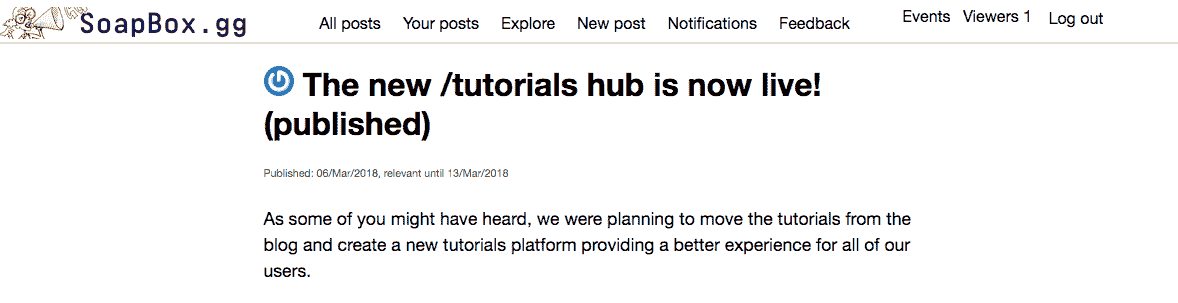 SoapBox.gg All posts Your posts Explore New post Notifications Feedback Events Viewers 1 Log out
The new /tutorials hub is now live!
(published)
Published: 06/Mar/2018, relevant until 13/Mar/2018
As some of you might have heard, we were planning to move the tutorials from the
blog and create a new tutorials platform providing a better experience for all of our
users.